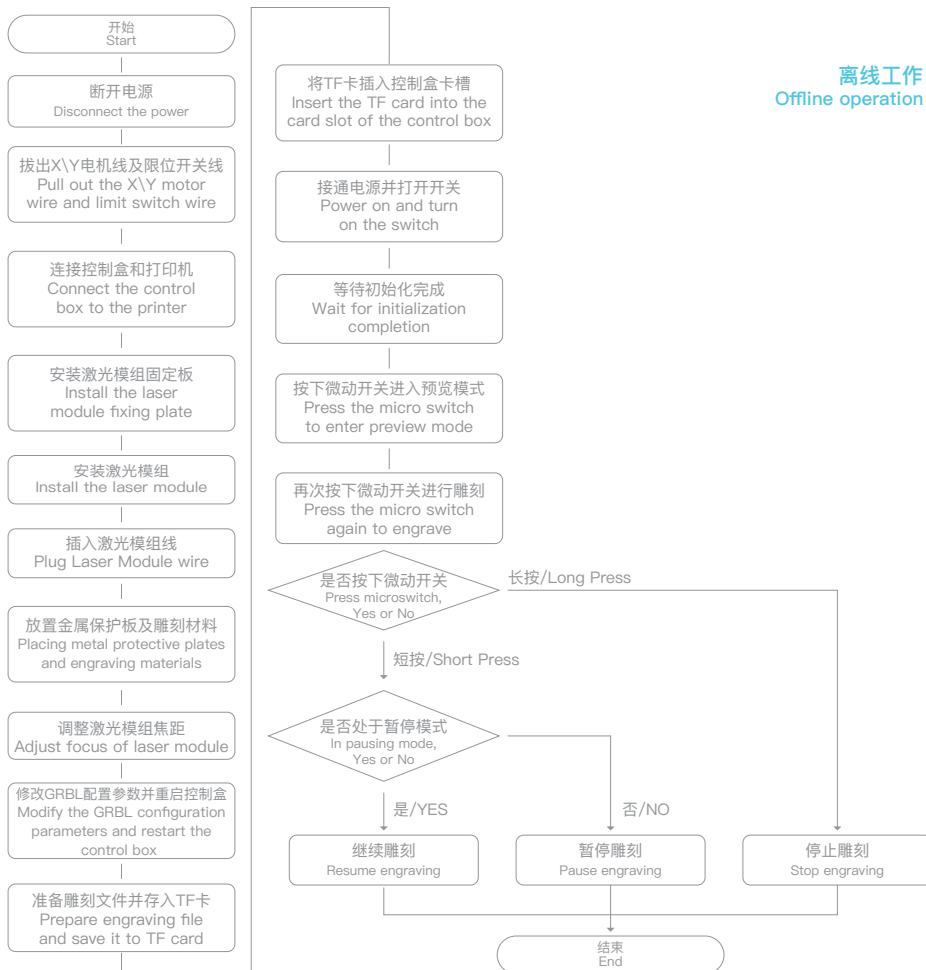 开始
Start
断开电源
Disconnect the power
拔出X\Y电机线及限位开关线
Pull out the X\Y motor
wire and limit switch wire
连接控制盒和打印机
Connect the control
box to the printer
安装激光模组固定板
Install the laser
module fixing plate
安装激光模组
Install the laser module
插入激光模组线
Plug Laser Module wire
放置金属保护板及雕刻材料
Placing metal protective plates
and engraving materials
调整激光模组焦距
Adjust focus of laser module
修改GRBL配置参数并重启控制盒
Modify the GRBL configuration
parameters and restart the
control box
准备雕刻文件并存入TF卡
Prepare engraving file
and save it to TF card
将TF卡插入控制盒卡槽
Insert the TF card into the
card slot of the control box
接通电源并打开开关
Power on and turn
on the switch
等待初始化完成
Wait for initialization
completion
按下微动开关进入预览模式
Press the micro switch
to enter preview mode
再次按下微动开关进行雕刻
Press the micro switch
again to engrave
是否按下微动开关
Press microswitch,
Yes or No
长按/Long Press
短按/Short Press
是否处于暂停模式
In pausing mode,
Yes or No
是/YES
否/NO
继续雕刻
Resume engraving
暂停雕刻
Pause engraving
停止雕刻
Stop engraving
结束
End
离线工作
Offline operation